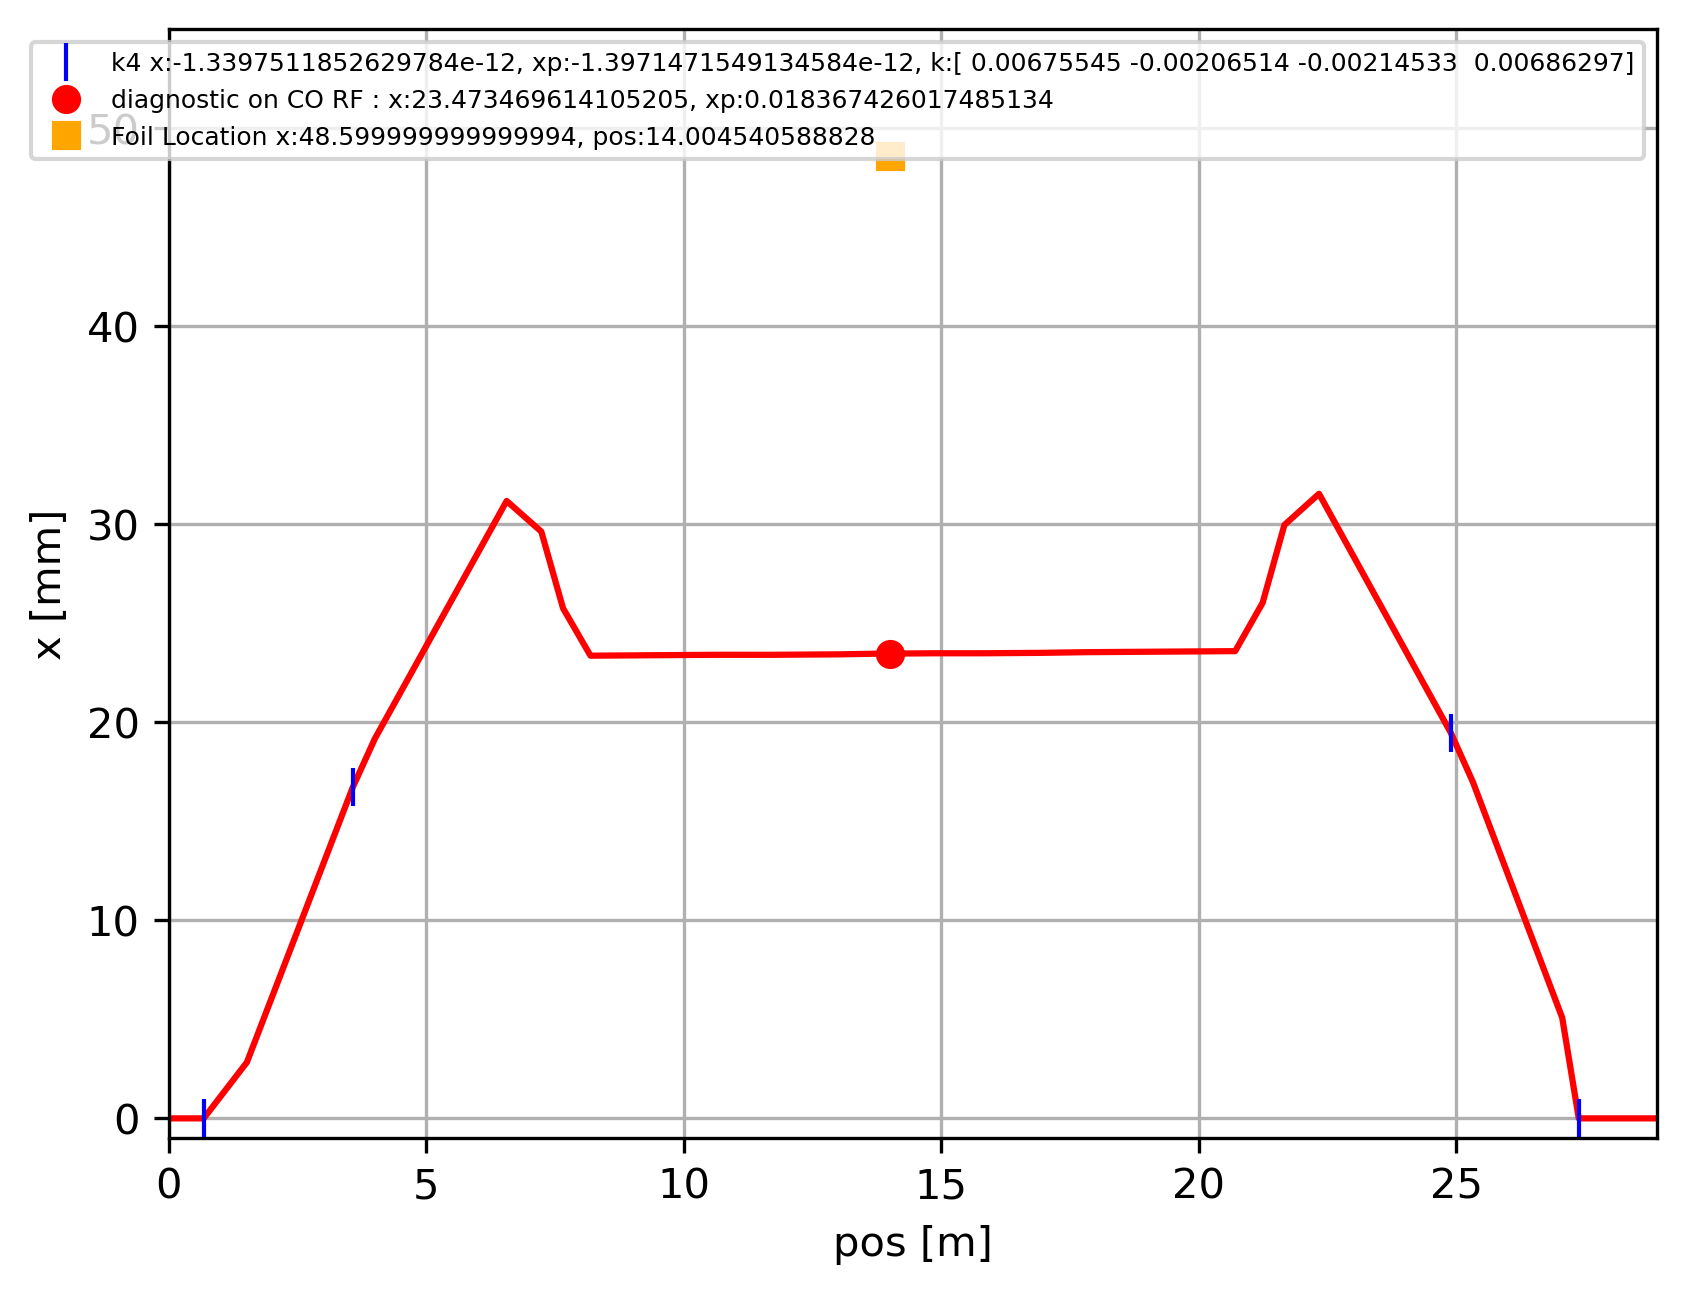 k4 x:-1.3397511852629784e-12, xp:-1.3971471549134584e-12, k:[ 0.00675545 -0.00206514 -0.00214533  0.00686297]
diagnostic on CO RF : x:23.473469614105205, xp:0.018367426017485134
Foil Location x:48.599999999999994, pos:14.004540588828
50
40
30
20
10
0
x [mm]
0 5 10 15 20 25
pos [m]